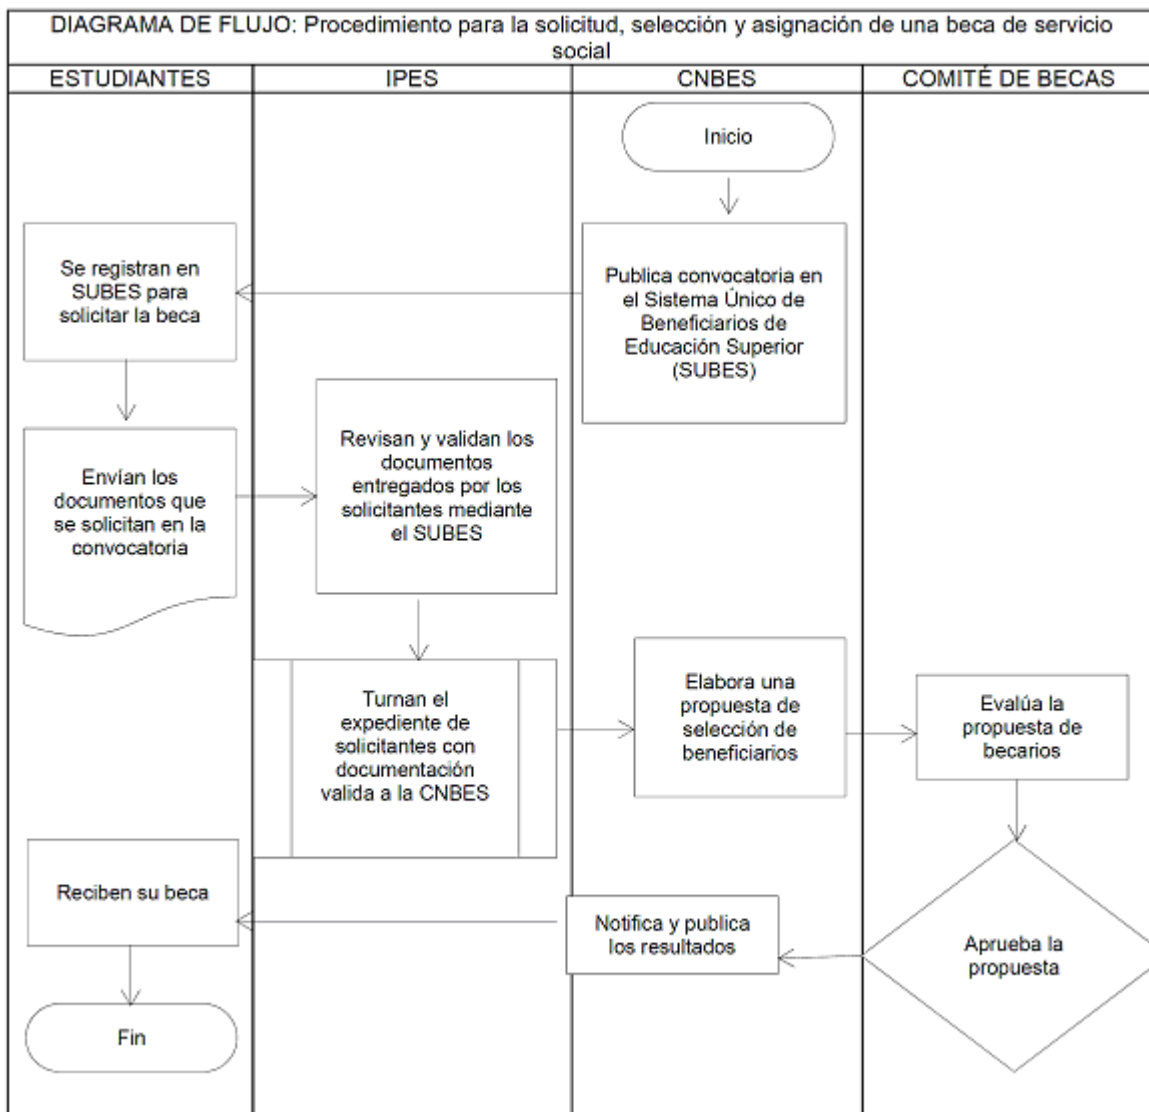 DIAGRAMA DE FLUJO: Procedimiento para la solicitud, selección y asignación de una beca de servicio
social
ESTUDIANTES
IPES
CNBES
COMITÉ DE BECAS
Inicio
Publica convocatoria en
el Sistema Único de
Beneficiarios de
Educación Superior
(SUBES)
Se registran en
SUBES para
solicitar la beca
Envían los
documentos que
se solicitan en la
convocatoria
Revisan y validan los
documentos
entregados por los
solicitantes mediante
el SUBES
Turnan el
expediente de
solicitantes con
documentación
valida a la CNBES
Elabora una
propuesta de
selección de
beneficiarios
Evalúa la
propuesta de
becarios
Aprueba la
propuesta
Notifica y publica
los resultados
Reciben su beca
Fin